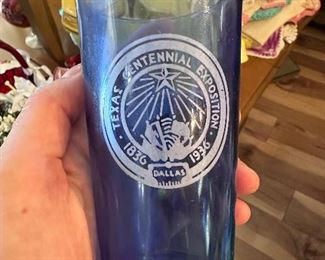 TEXAS CENTENNIAL EXPOSITION
1836 1936
DALLAS